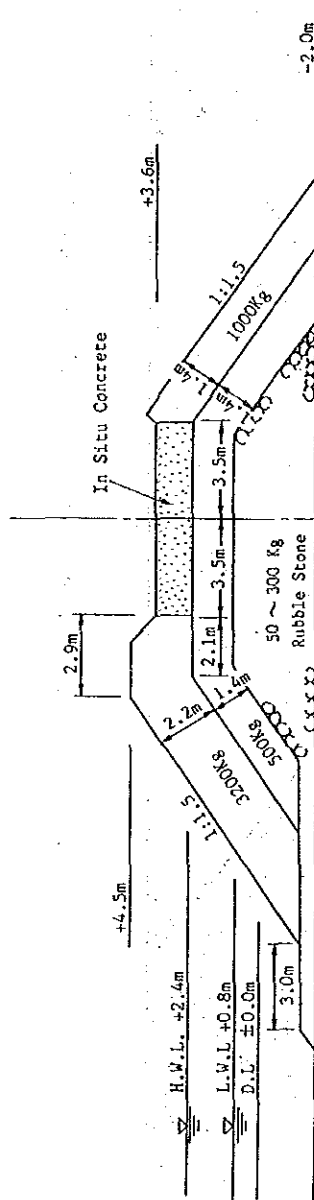 +4.5m
2.9m
In Situ Concrete
+3.6m
H.W.L. +2.4m
L.W.L +0.8m
D.L ±0.0m
1:1.5
3200Kg
2.2m
500Kg
1.4m
2.1m
3.5m
3.5m
1.4m
1.4m
1:1.5
1000Kg
3.0m
50 ~ 300 Kg
Rubble Stone
-2.0m